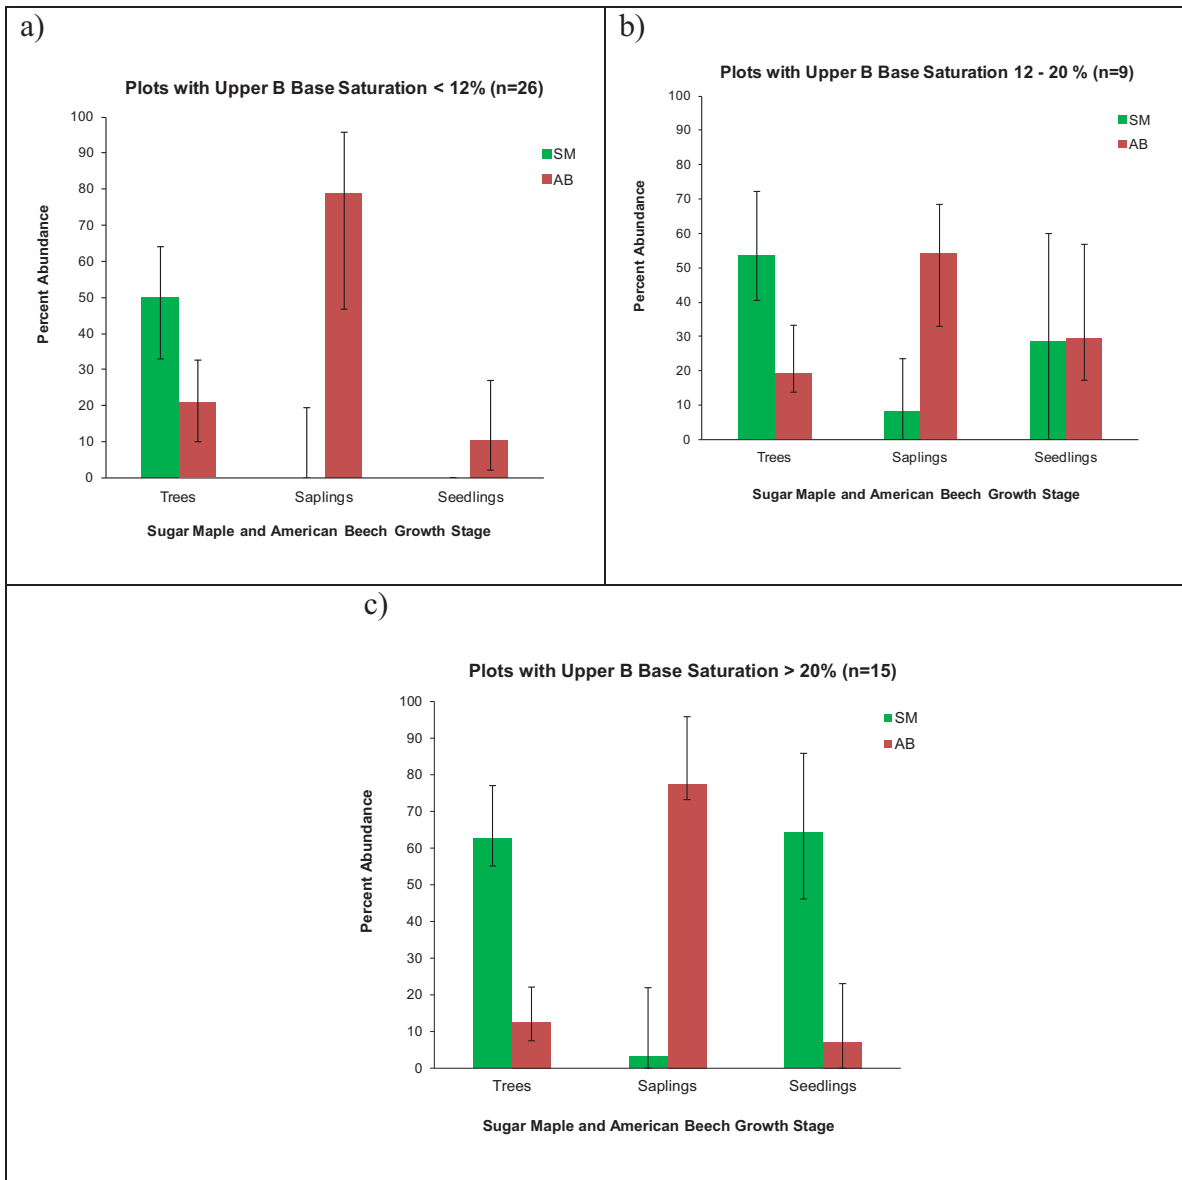 a)
Plots with Upper B Base Saturation < 12% (n=26)
100
90
80
70
60
50
40
30
20
10
0
Percent Abundance
SM
AB
Trees Saplings Seedlings
Sugar Maple and American Beech Growth Stage
b)
Plots with Upper B Base Saturation 12 - 20 % (n=9)
100
90
80
70
60
50
40
30
20
10
0
Percent Abundance
SM
AB
Trees Saplings Seedlings
Sugar Maple and American Beech Growth Stage
c)
Plots with Upper B Base Saturation > 20% (n=15)
100
90
80
70
60
50
40
30
20
10
0
Percent Abundance
SM
AB
Trees Saplings Seedlings
Sugar Maple and American Beech Growth Stage